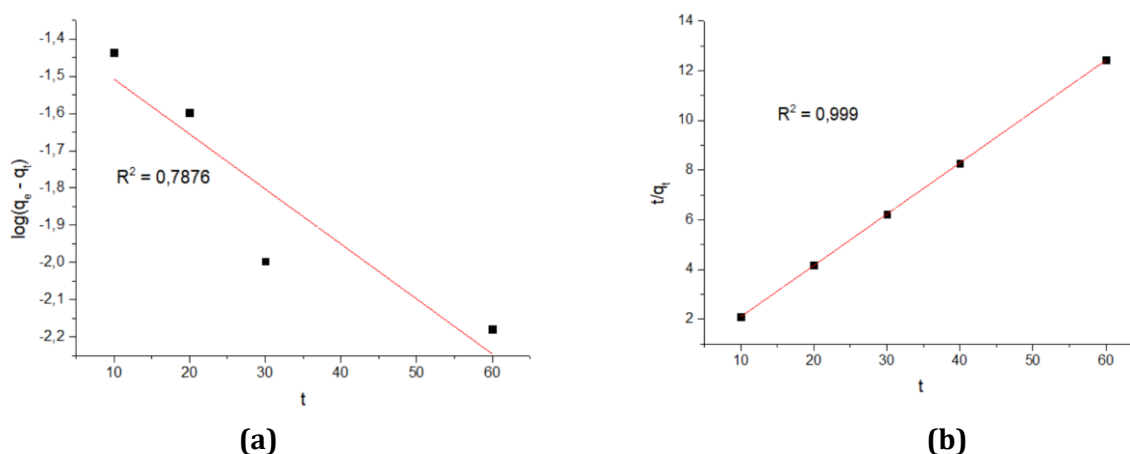 -1,4
-1,5
-1,6
-1,7
-1,8
-1,9
-2,0
-2,1
-2,2
log(qe - qt)
R2 = 0,7876
10 20 30 40 50 60
t
(a)
14
12
10
8
6
4
2
t/qt
R2 = 0,999
10 20 30 40 50 60
t
(b)